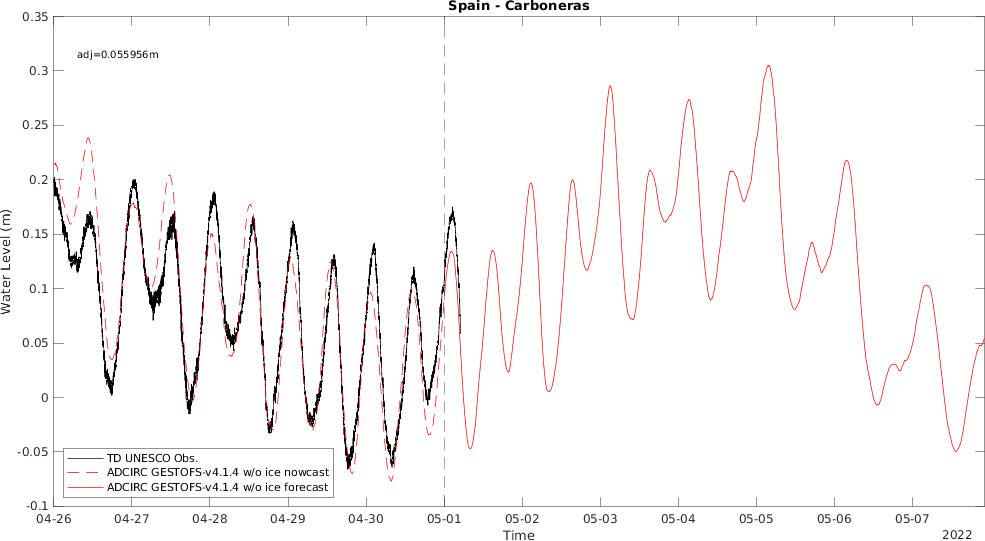 Spain - Carboneras
adj=0.055956m
Water Level (m)
0.35
0.3
0.25
0.2
0.15
0.1
0.05
0
-0.05
-0.1
TD UNESCO Obs.
ADCIRC GESTOFS-v4.1.4 w/o ice nowcast
ADCIRC GESTOFS-v4.1.4 w/o ice forecast
04-26 04-27 04-28 04-29 04-30 05-01 05-02 05-03 05-04 05-05 05-06 05-07
Time
2022